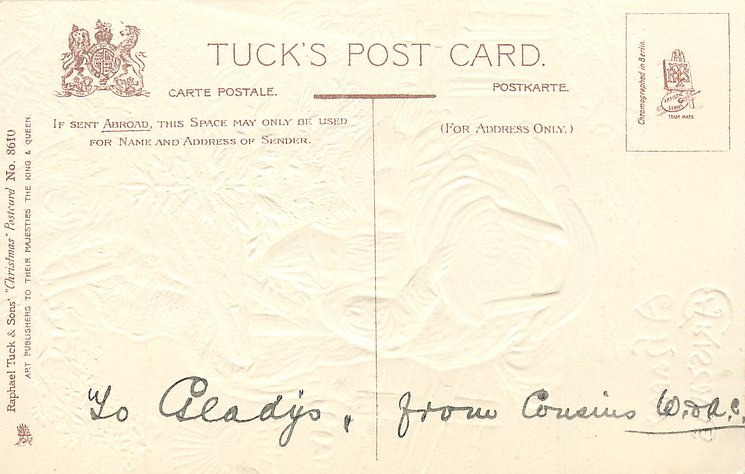 TUCK'S POST CARD.
CARTE POSTALE.
POSTKARTE.
IF SENT ABROAD, THIS SPACE MAY ONLY BE USED
FOR NAME AND ADDRESS OF SENDER.
(FOR ADDRESS ONLY.)
Chromographed in Berlin.
ARTISTIC SERIES
TRADE MARK
Raphael Tuck & Sons' "Christmas" Postcard No. 8610
ART PUBLISHERS TO THEIR MAJESTIES THE KING & QUEEN.
To Gladys, from Cousins